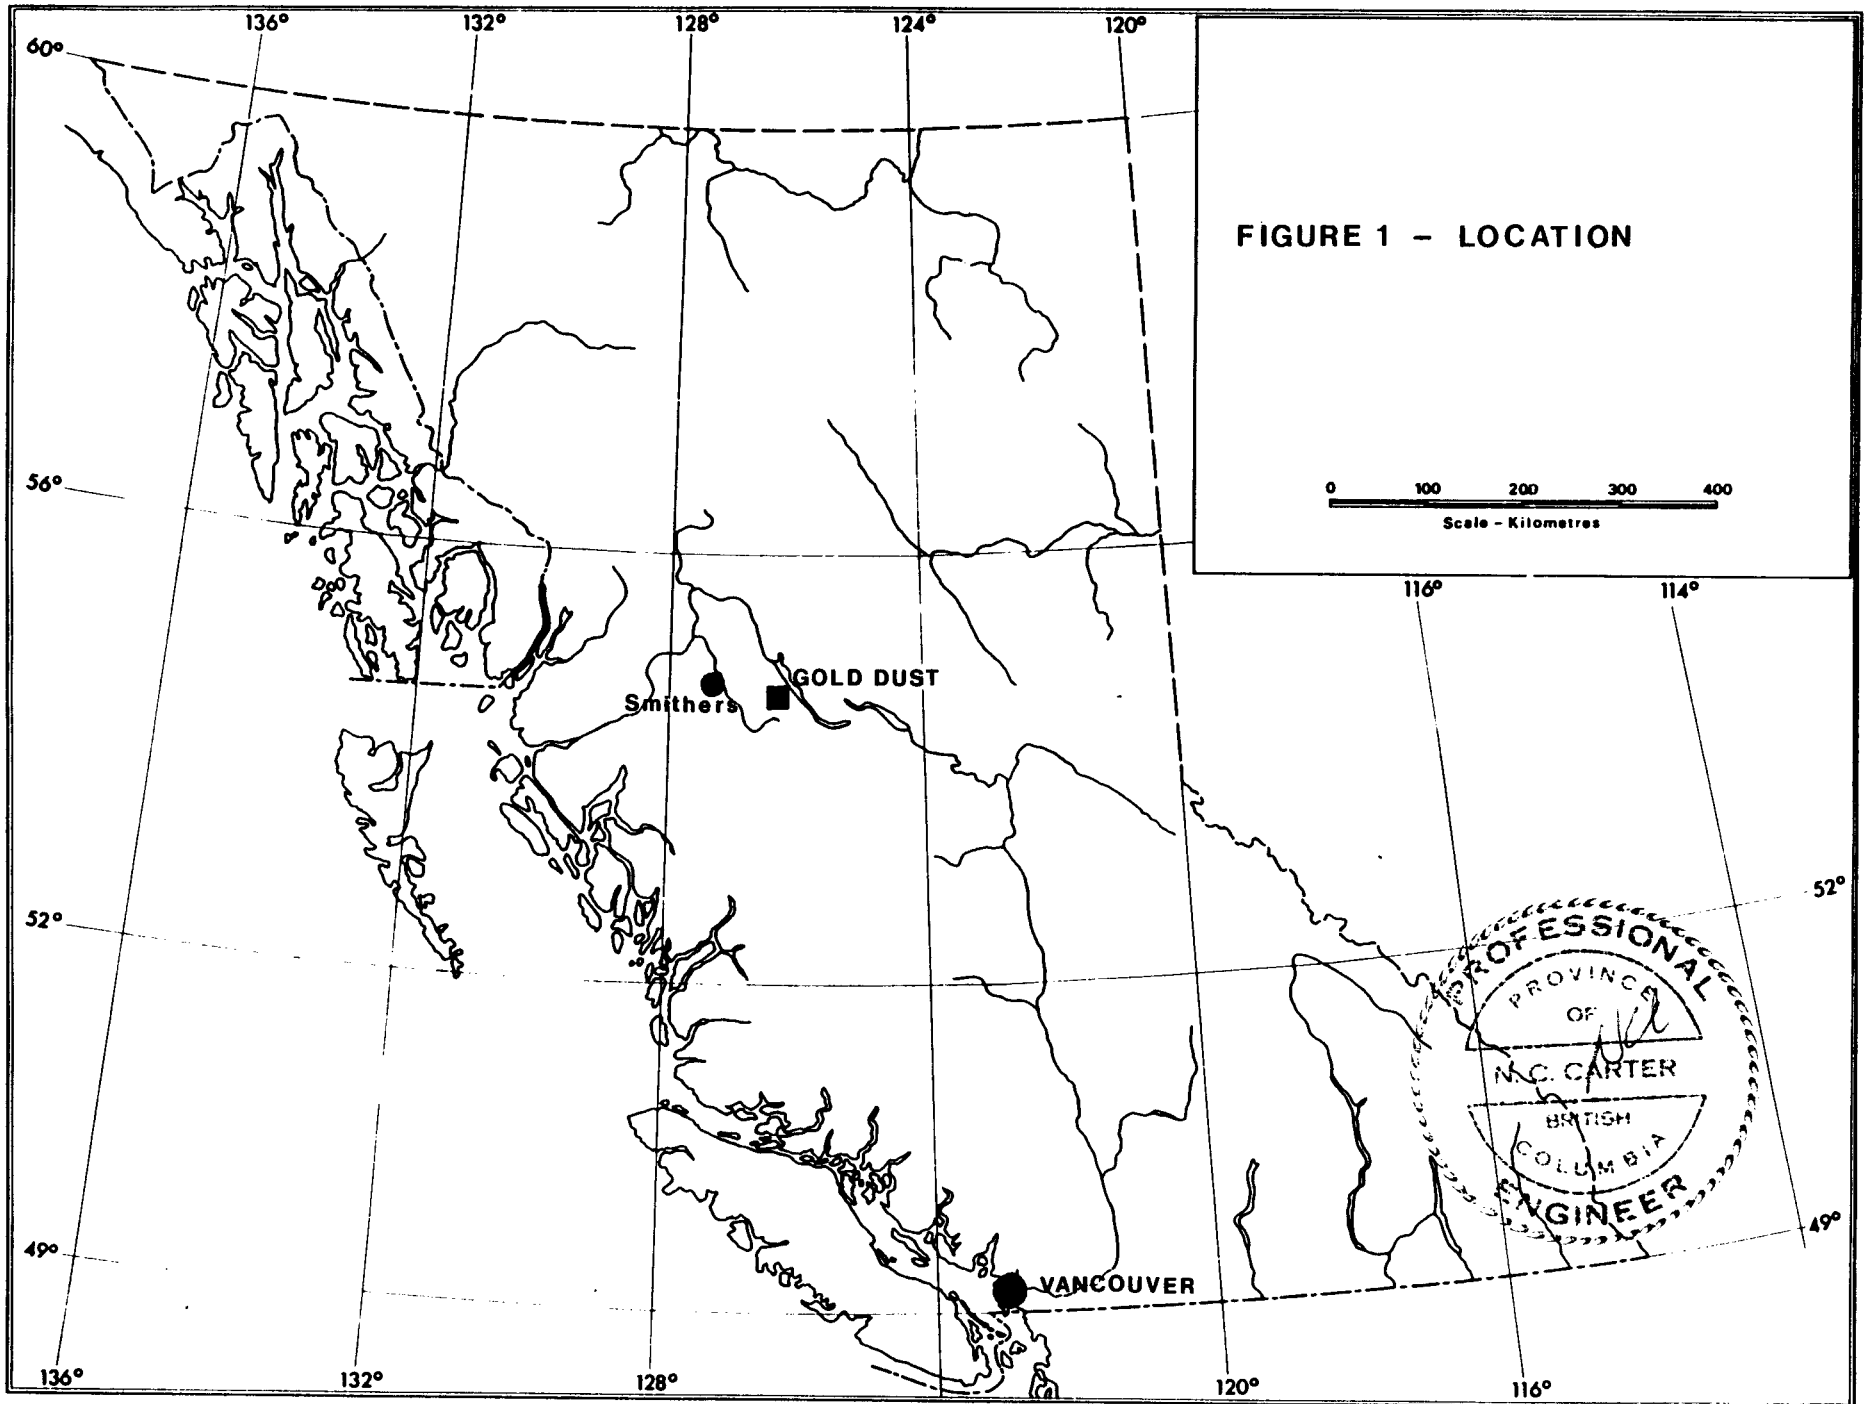 136° 132° 128° 124° 120°
60°
FIGURE 1 - LOCATION
56°
0 100 200 300 400
Scale - Kilometres
116° 114°
GOLD DUST
Smithers
52°
52°
PROFESSIONAL
PROVINCE
OF
N. C. CARTER
BRITISH
COLUMBIA
ENGINEER
49°
49°
VANCOUVER
136° 132° 128° 120° 116°